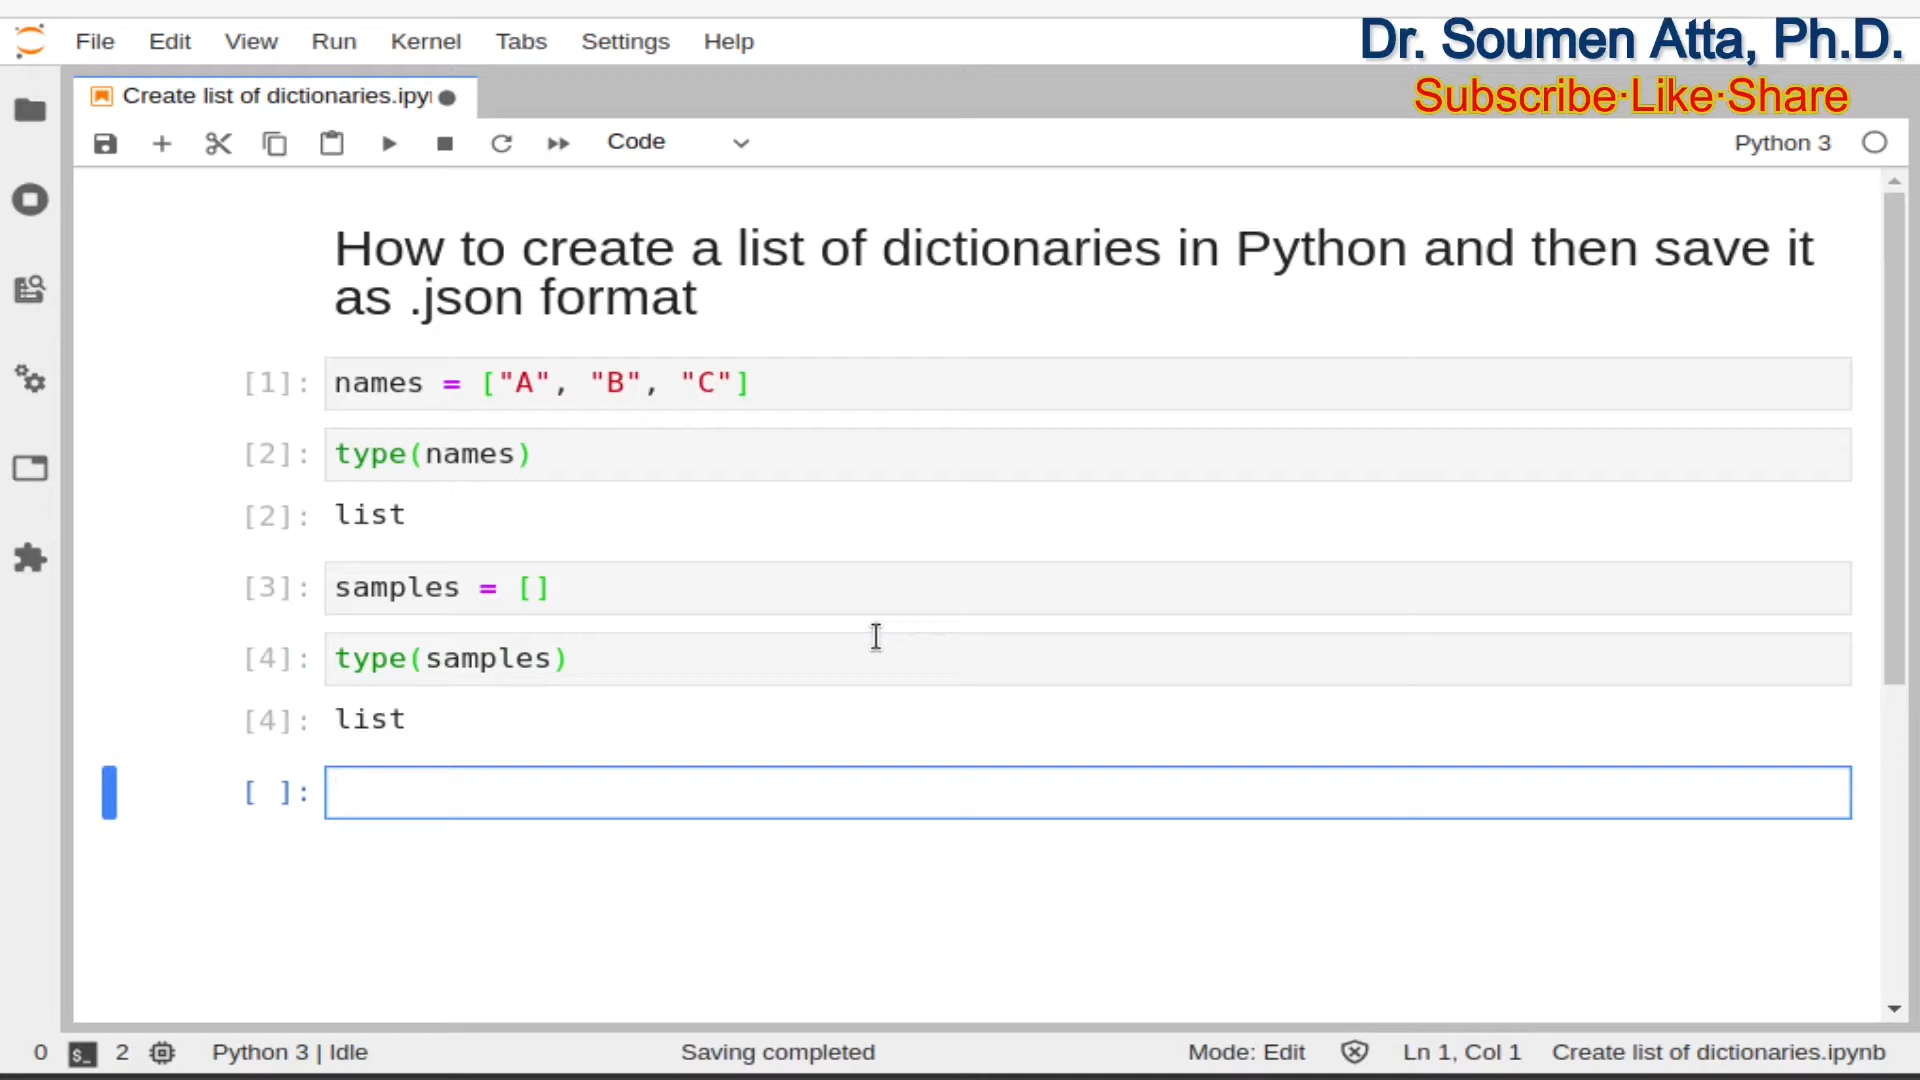 File Edit View Run Kernel Tabs Settings Help
Dr. Soumen Atta, Ph.D.
Subscribe·Like·Share
Create list of dictionaries.ipyn
Code
Python 3
How to create a list of dictionaries in Python and then save it
as .json format
[1]: names = ["A", "B", "C"]
[2]: type(names)
[2]: list
[3]: samples = []
[4]: type(samples)
[4]: list
[ ]:
0 $_ 2 Python 3 | Idle Saving completed Mode: Edit Ln 1, Col 1 Create list of dictionaries.ipynb